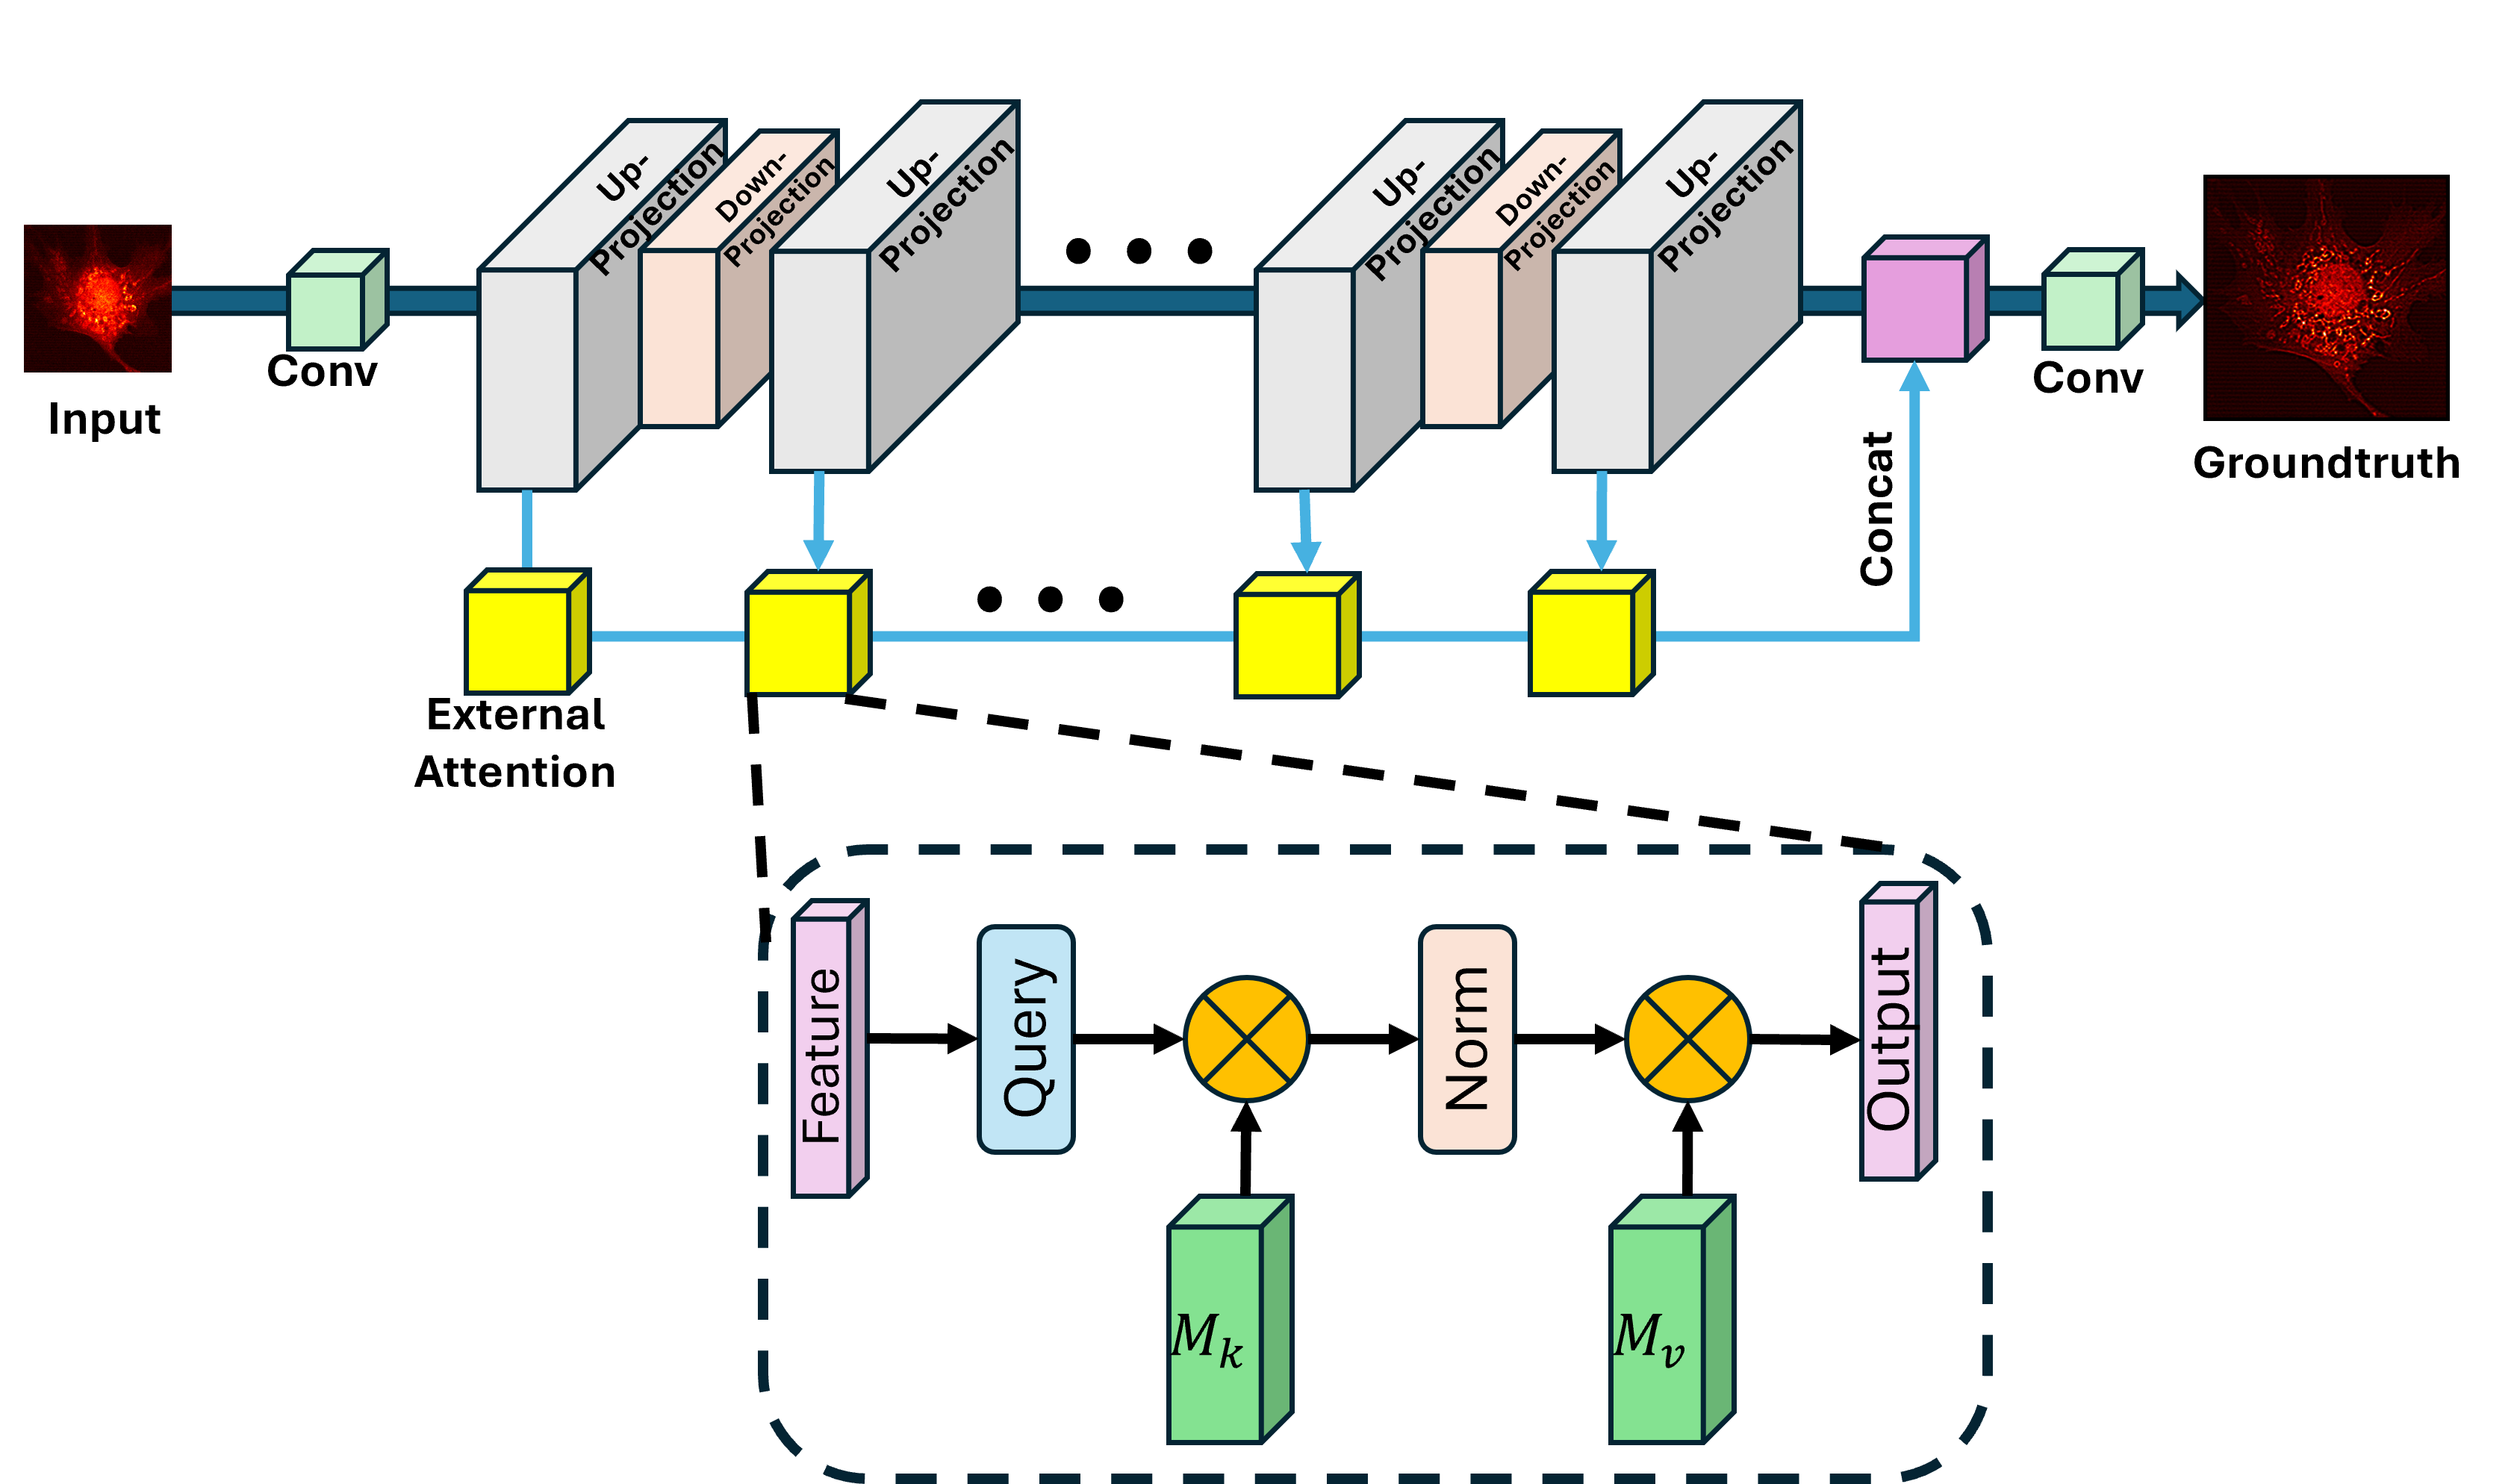 Up-
Projection
Down-
Projection
Up-
Projection
Up-
Projection
Down-
Projection
Up-
Projection
Conv
Input
Conv
Groundtruth
Concat
External
Attention
Feature
Query
Norm
Output
M_k
M_v